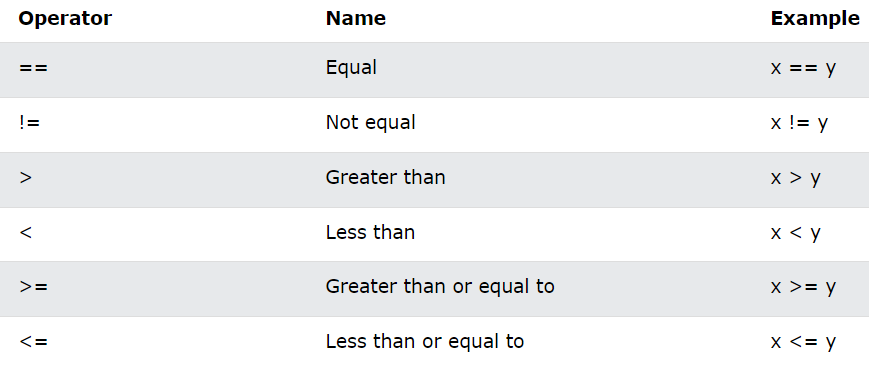 Operator Name Example
== Equal x == y
!= Not equal x != y
> Greater than x > y
< Less than x < y
>= Greater than or equal to x >= y
<= Less than or equal to x <= y